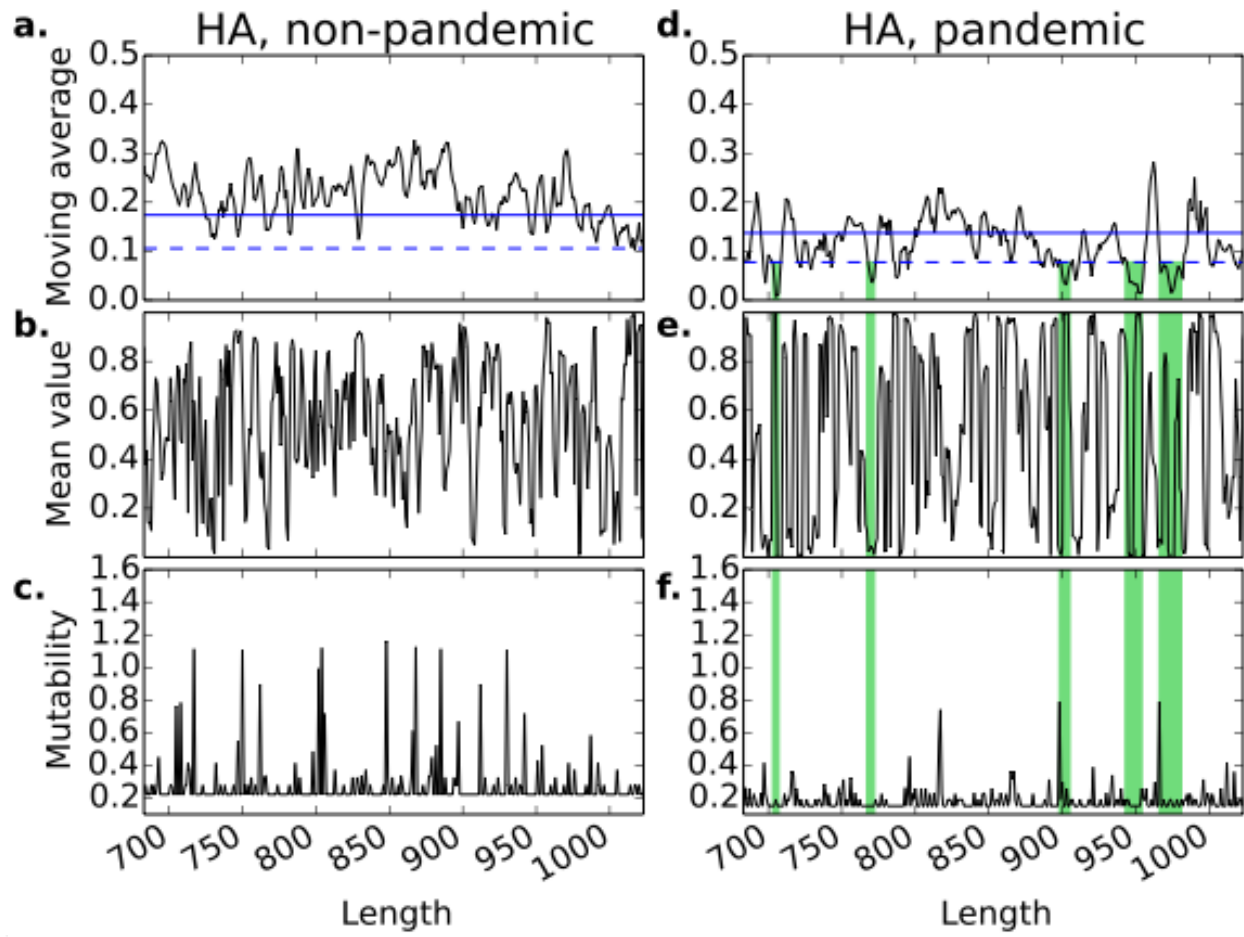 a. HA, non-pandemic
d. HA, pandemic
Moving average
0.5 0.4 0.3 0.2 0.1 0.0
0.5 0.4 0.3 0.2 0.1 0.0
b.
e.
Mean value
0.8 0.6 0.4 0.2
0.8 0.6 0.4 0.2
c.
f.
Mutability
1.6 1.4 1.2 1.0 0.8 0.6 0.4 0.2
1.6 1.4 1.2 1.0 0.8 0.6 0.4 0.2
700 750 800 850 900 950 1000
700 750 800 850 900 950 1000
Length
Length